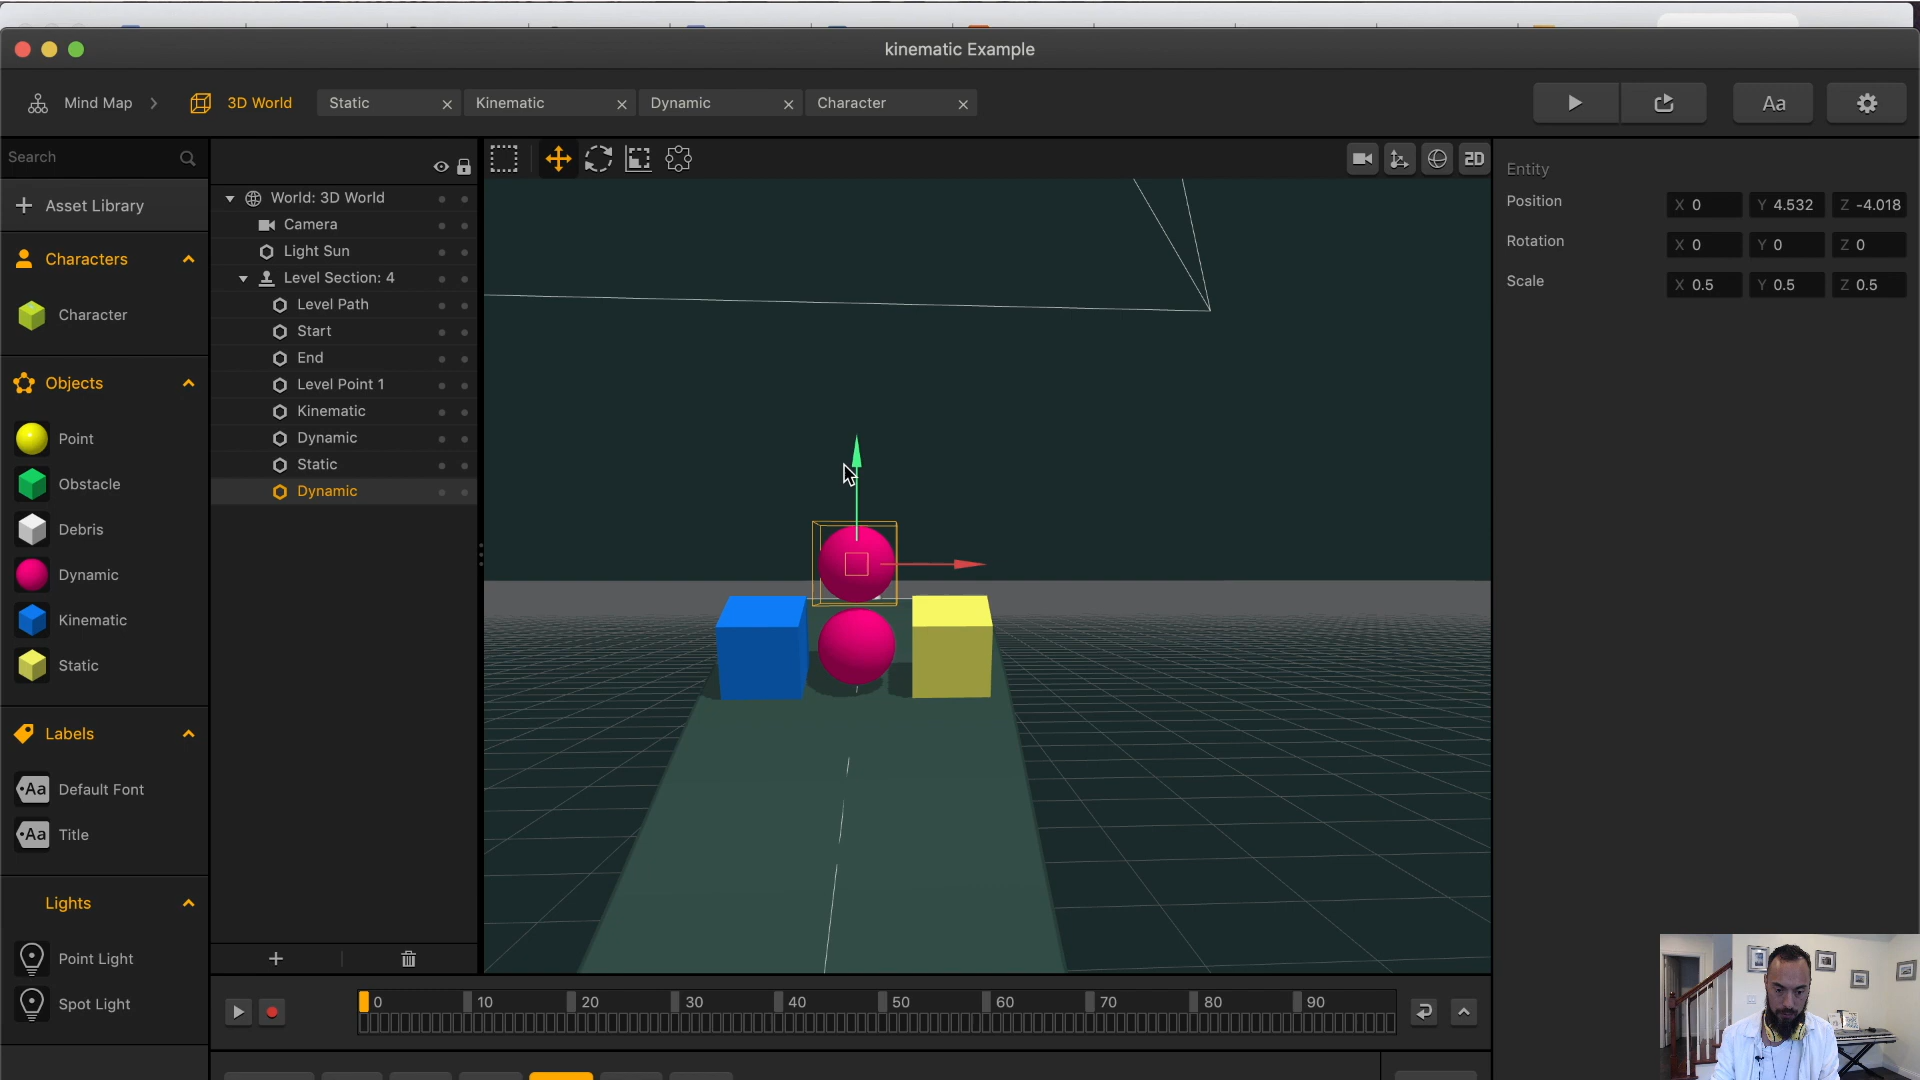 kinematic Example
Mind Map
3D World
Static
Kinematic
Dynamic
Character
Aa
Search
Asset Library
Characters
Character
Objects
Point
Obstacle
Debris
Dynamic
Kinematic
Static
Labels
Aa Default Font
Aa Title
Lights
Point Light
Spot Light
World: 3D World
Camera
Light Sun
Level Section: 4
Level Path
Start
End
Level Point 1
Kinematic
Dynamic
Static
Dynamic
2D
Entity
Position X 0 Y 4.532 Z -4.018
Rotation X 0 Y 0 Z 0
Scale X 0.5 Y 0.5 Z 0.5
0 10 20 30 40 50 60 70 80 90